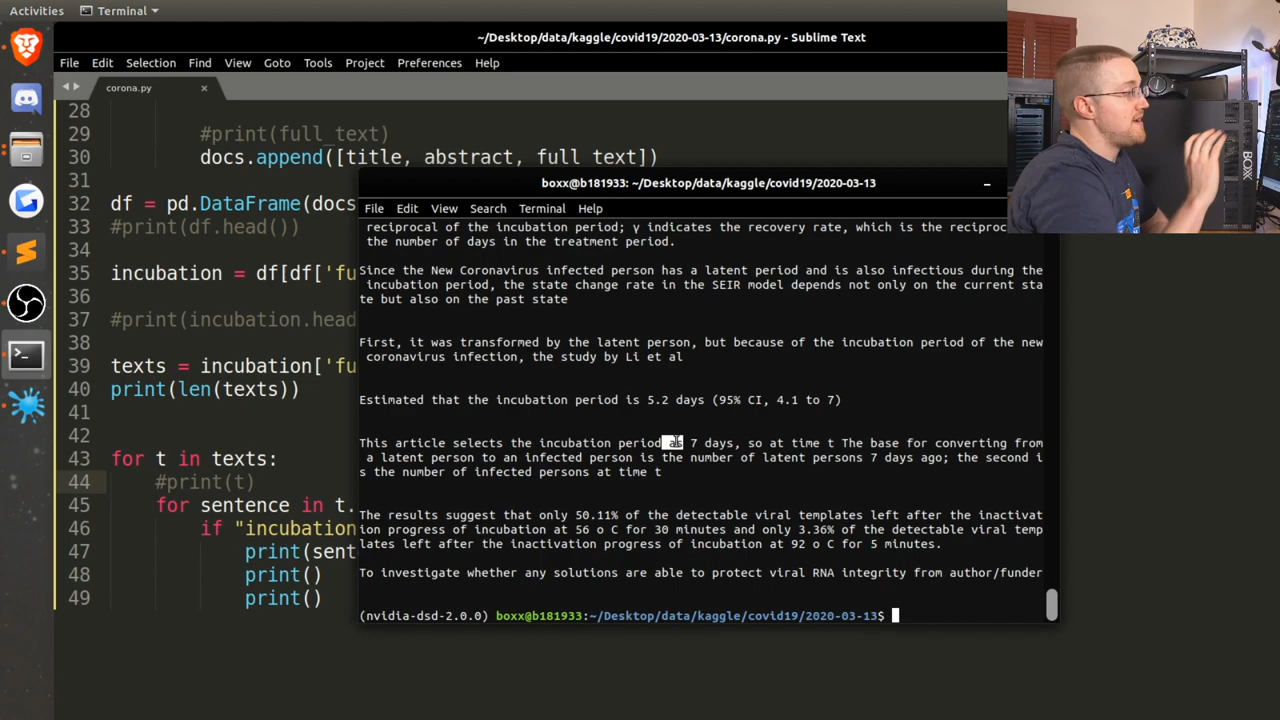 Activities
Terminal
~/Desktop/data/kaggle/covid19/2020-03-13/corona.py - Sublime Text
File Edit Selection Find View Goto Tools Project Preferences Help
corona.py
28
29 #print(full_text)
30 docs.append([title, abstract, full_text])
31
32 df = pd.DataFrame(docs
33 #print(df.head())
34
35 incubation = df[df['fu
36
37 #print(incubation.head
38
39 texts = incubation['fu
40 print(len(texts))
41
42
43 for t in texts:
44 #print(t)
45 for sentence in t.
46 if "incubation
47 print(sent
48 print()
49 print()
boxx@b181933: ~/Desktop/data/kaggle/covid19/2020-03-13
File Edit View Search Terminal Help
reciprocal of the incubation period; γ indicates the recovery rate, which is the reciproc
the number of days in the treatment period.
Since the New Coronavirus infected person has a latent period and is also infectious during the
incubation period, the state change rate in the SEIR model depends not only on the current sta
te but also on the past state
First, it was transformed by the latent person, but because of the incubation period of the new
coronavirus infection, the study by Li et al
Estimated that the incubation period is 5.2 days (95% CI, 4.1 to 7)
This article selects the incubation period as 7 days, so at time t The base for converting from
a latent person to an infected person is the number of latent persons 7 days ago; the second i
s the number of infected persons at time t
The results suggest that only 50.11% of the detectable viral templates left after the inactivat
ion progress of incubation at 56 o C for 30 minutes and only 3.36% of the detectable viral temp
lates left after the inactivation progress of incubation at 92 o C for 5 minutes.
To investigate whether any solutions are able to protect viral RNA integrity from author/funder
(nvidia-dsd-2.0.0) boxx@b181933:~/Desktop/data/kaggle/covid19/2020-03-13$
BOXX